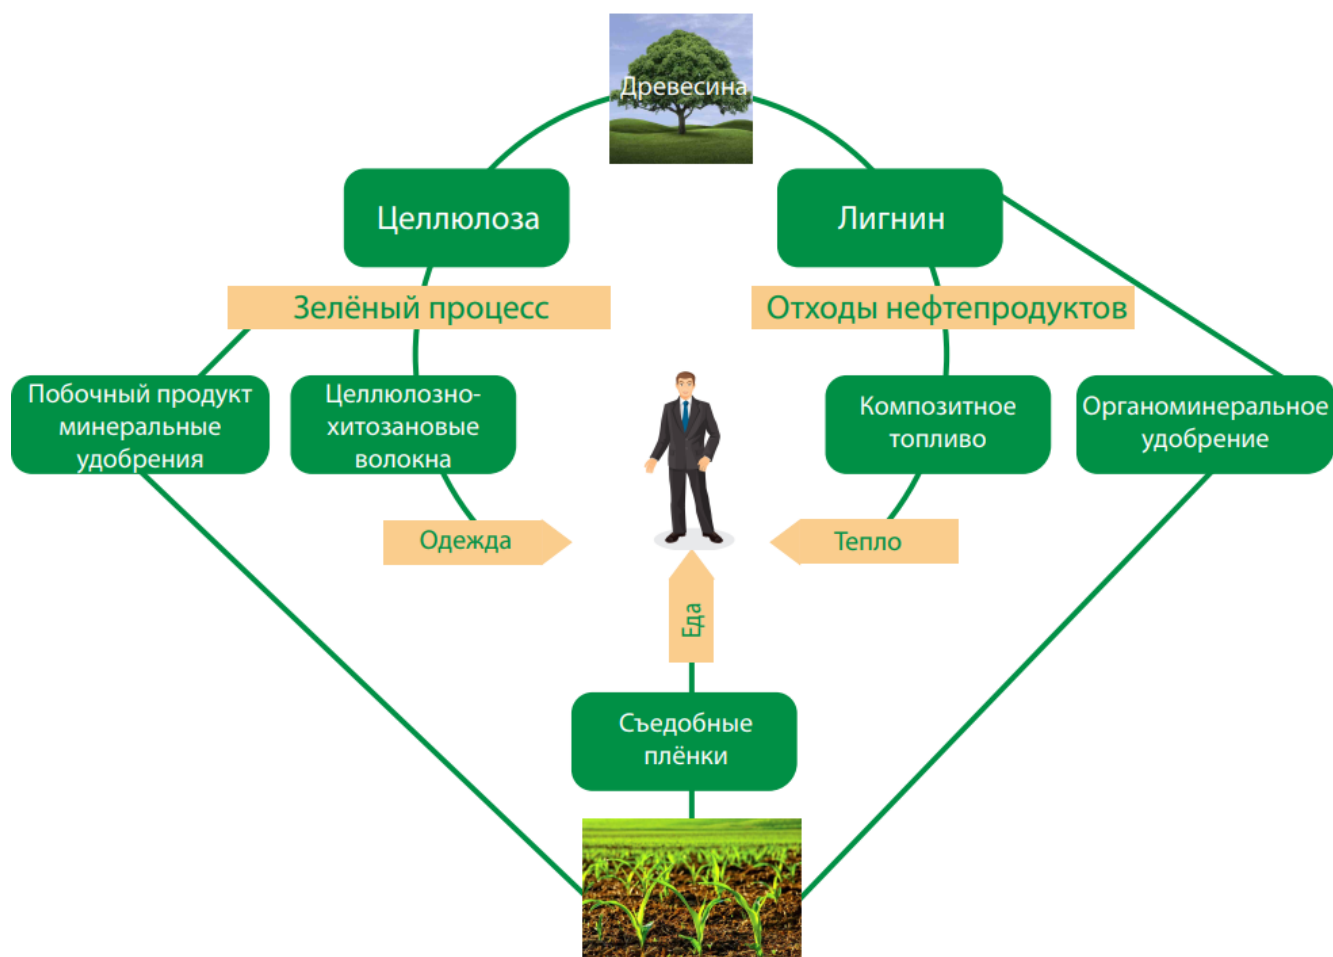 Древесина
Целлюлоза
Лигнин
Зелёный процесс
Отходы нефтепродуктов
Побочный продукт
минеральные
удобрения
Целлюлозно-
хитозановые
волокна
Композитное
топливо
Органоминеральное
удобрение
Одежда
Тепло
Еда
Съедобные
плёнки